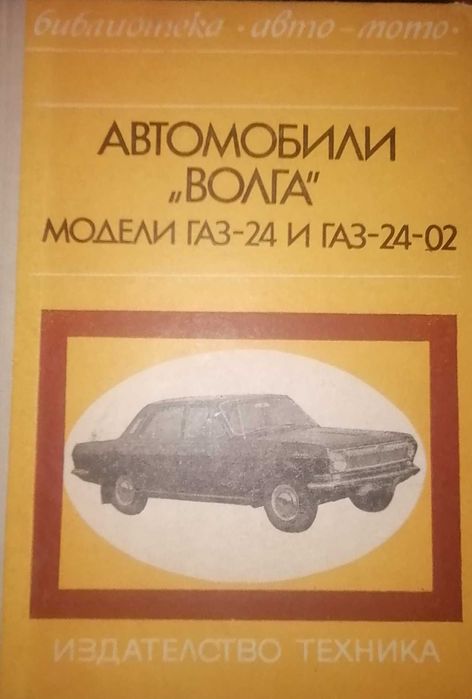 библиотека · авто - мото ·
АВТОМОБИЛИ
„ВОЛГА"
МОДЕЛИ ГАЗ-24 И ГАЗ-24-02
ИЗДАТЕЛСТВО ТЕХНИКА